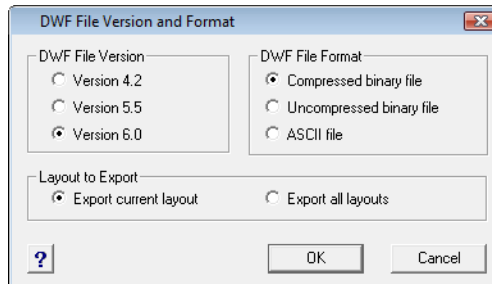 DWF File Version and Format
DWF File Version
Version 4.2
Version 5.5
Version 6.0
DWF File Format
Compressed binary file
Uncompressed binary file
ASCII file
Layout to Export
Export current layout
Export all layouts
?
OK
Cancel